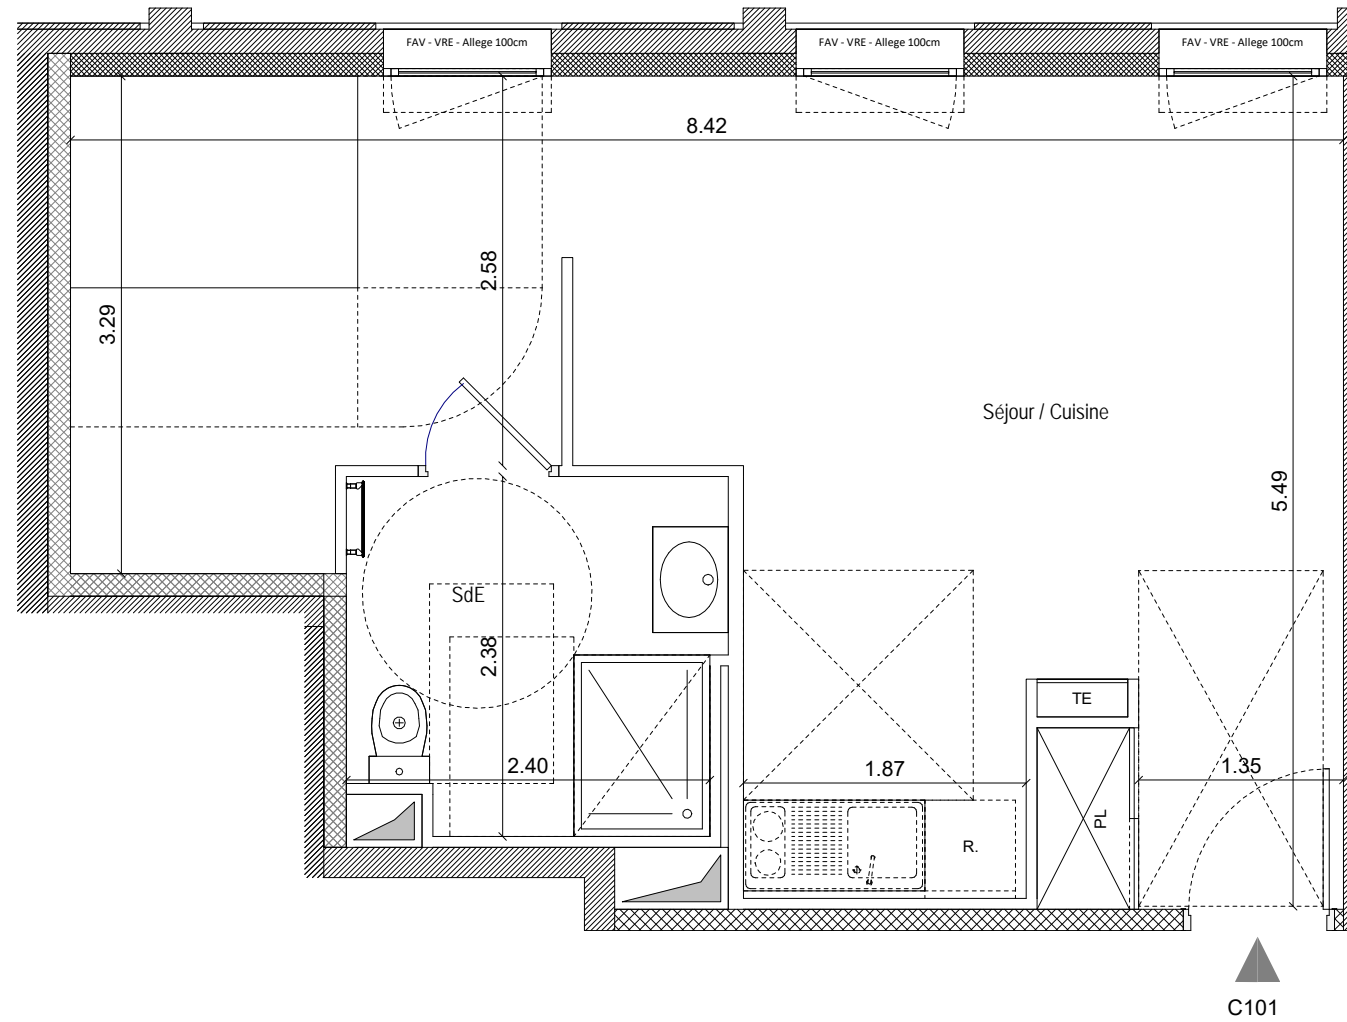 FAV - VRE - Allege 100cm
FAV - VRE - Allege 100cm
FAV - VRE - Allege 100cm
8.42
2.58
3.29
Séjour / Cuisine
5.49
SdE
2.38
TE
2.40
1.87
1.35
PL
R.
C101